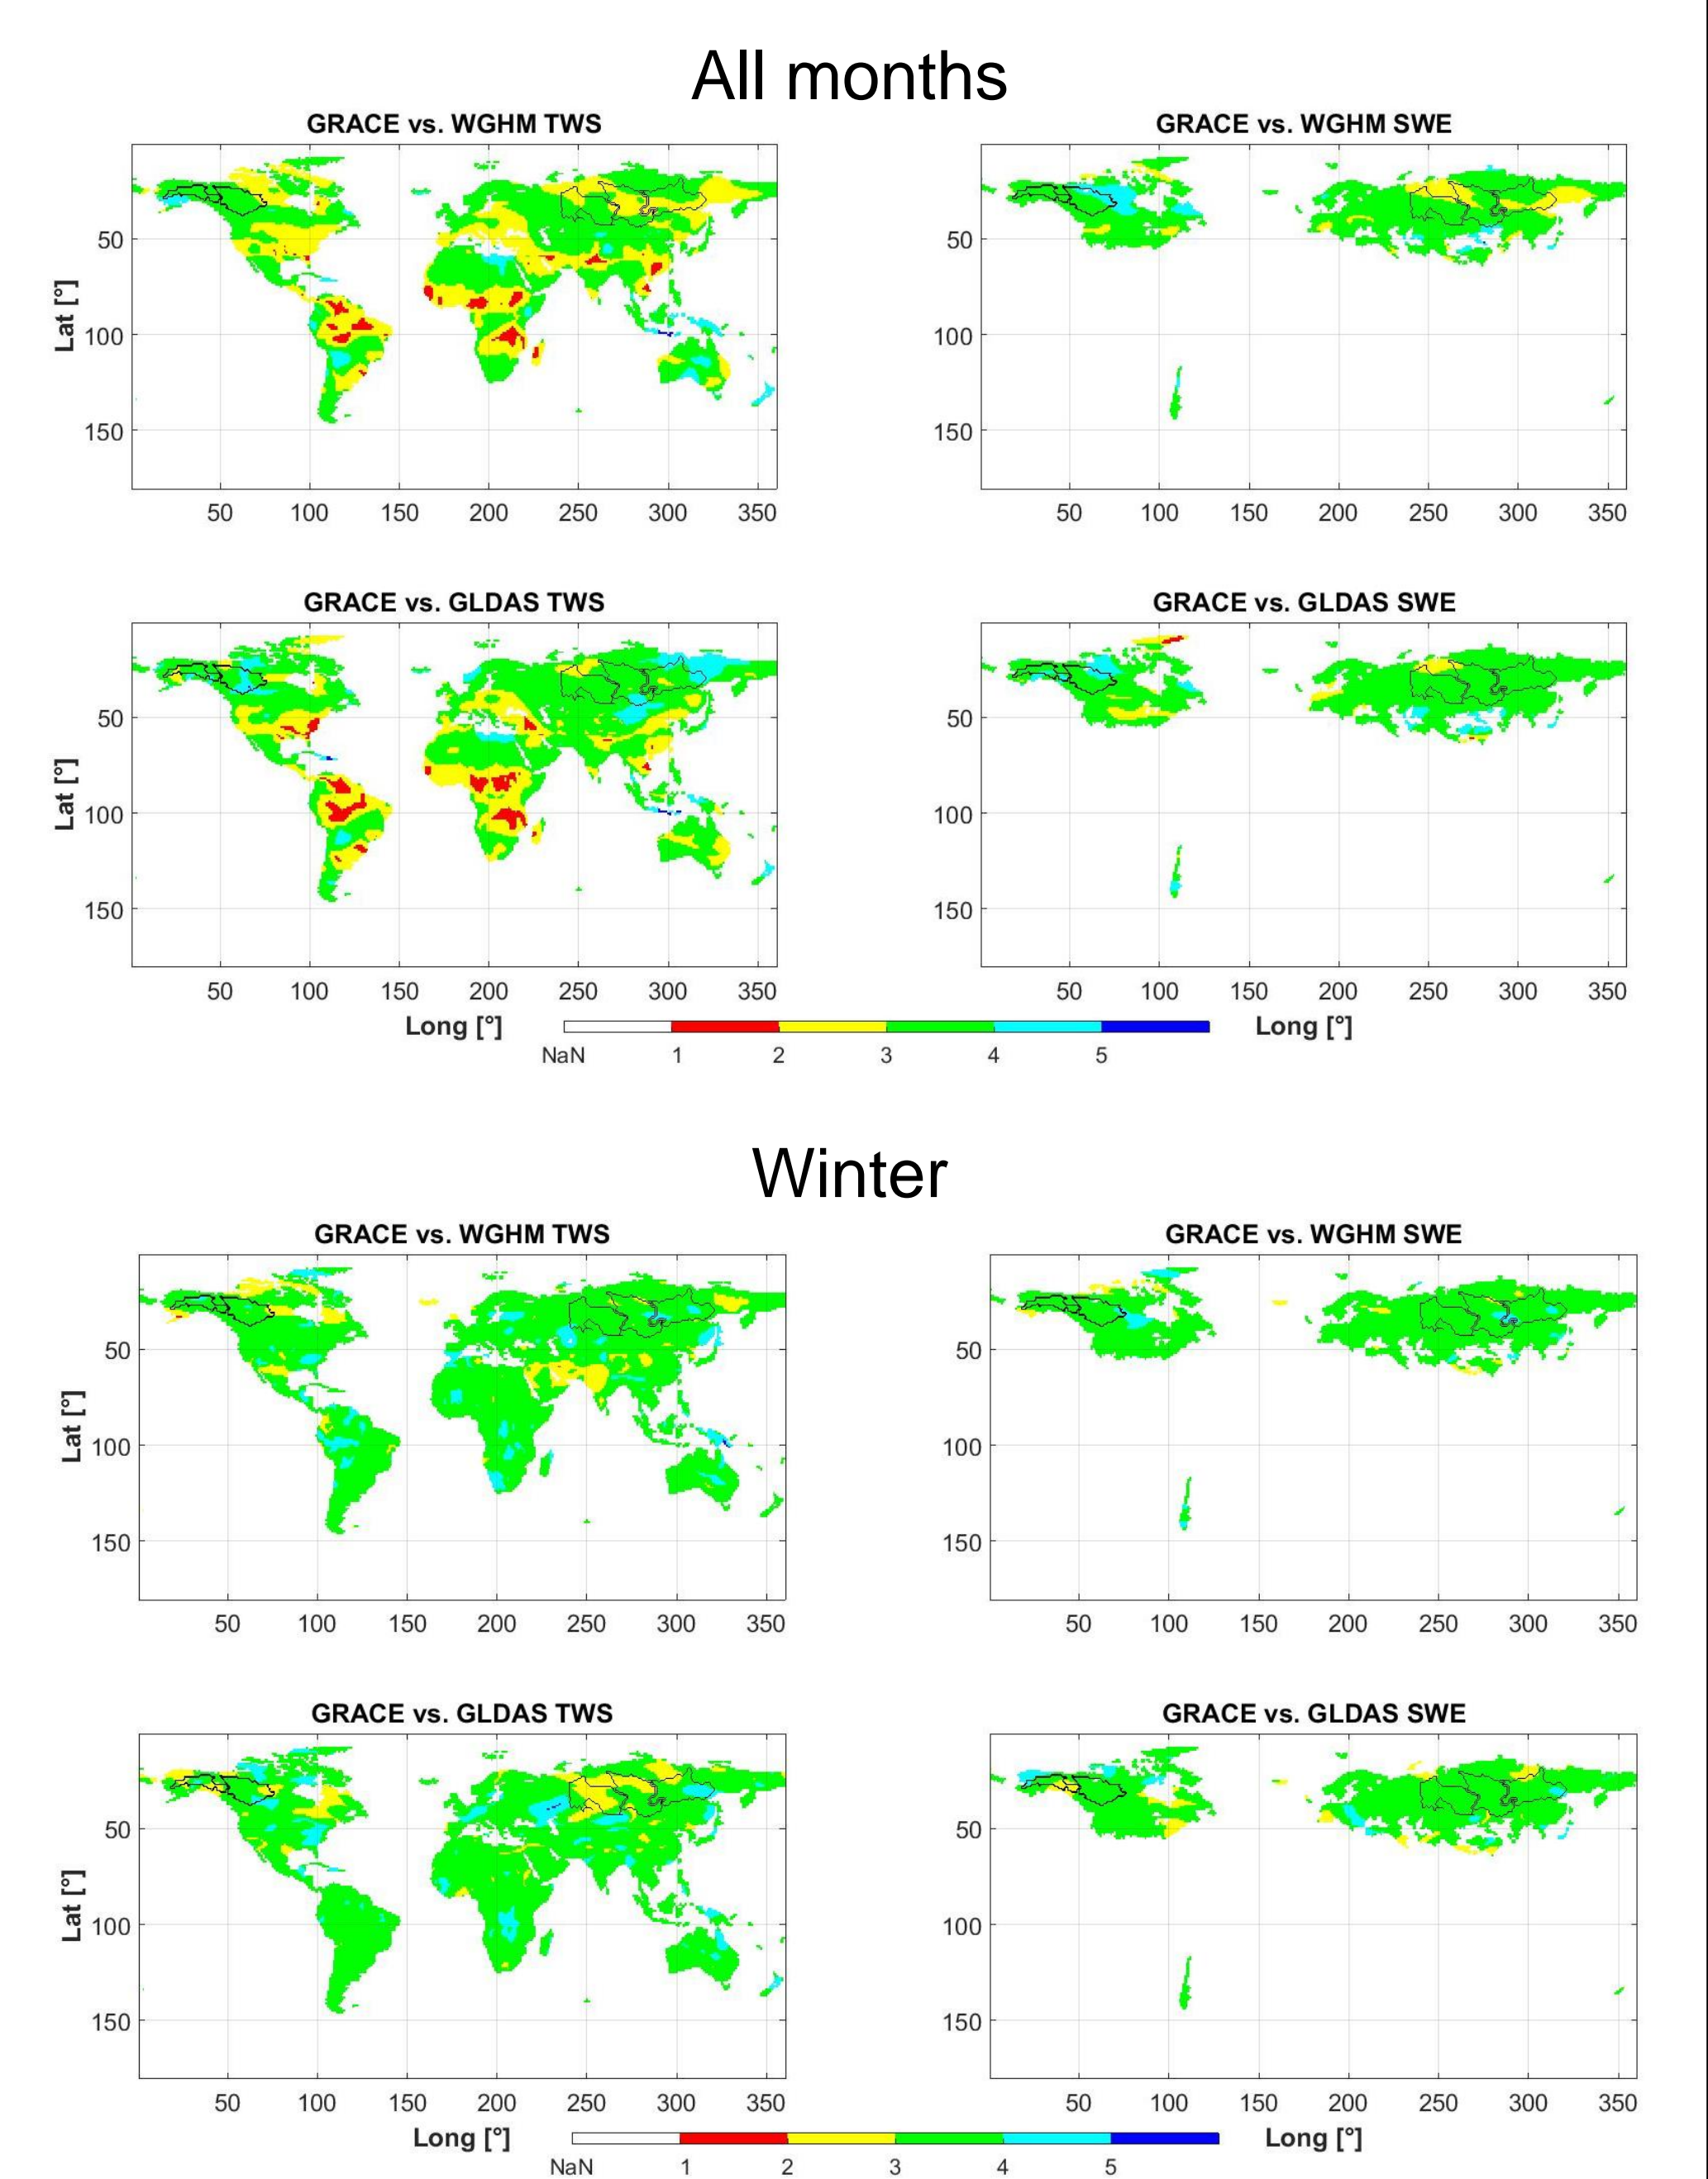 All months
GRACE vs. WGHM TWS
GRACE vs. WGHM SWE
Lat [°]
50
100
150
50 100 150 200 250 300 350
50
100
150
50 100 150 200 250 300 350
GRACE vs. GLDAS TWS
GRACE vs. GLDAS SWE
Lat [°]
50
100
150
50 100 150 200 250 300 350
50
100
150
50 100 150 200 250 300 350
Long [°]
Long [°]
NaN 1 2 3 4 5
Winter
GRACE vs. WGHM TWS
GRACE vs. WGHM SWE
Lat [°]
50
100
150
50 100 150 200 250 300 350
50
100
150
50 100 150 200 250 300 350
GRACE vs. GLDAS TWS
GRACE vs. GLDAS SWE
Lat [°]
50
100
150
50 100 150 200 250 300 350
50
100
150
50 100 150 200 250 300 350
Long [°]
Long [°]
NaN 1 2 3 4 5